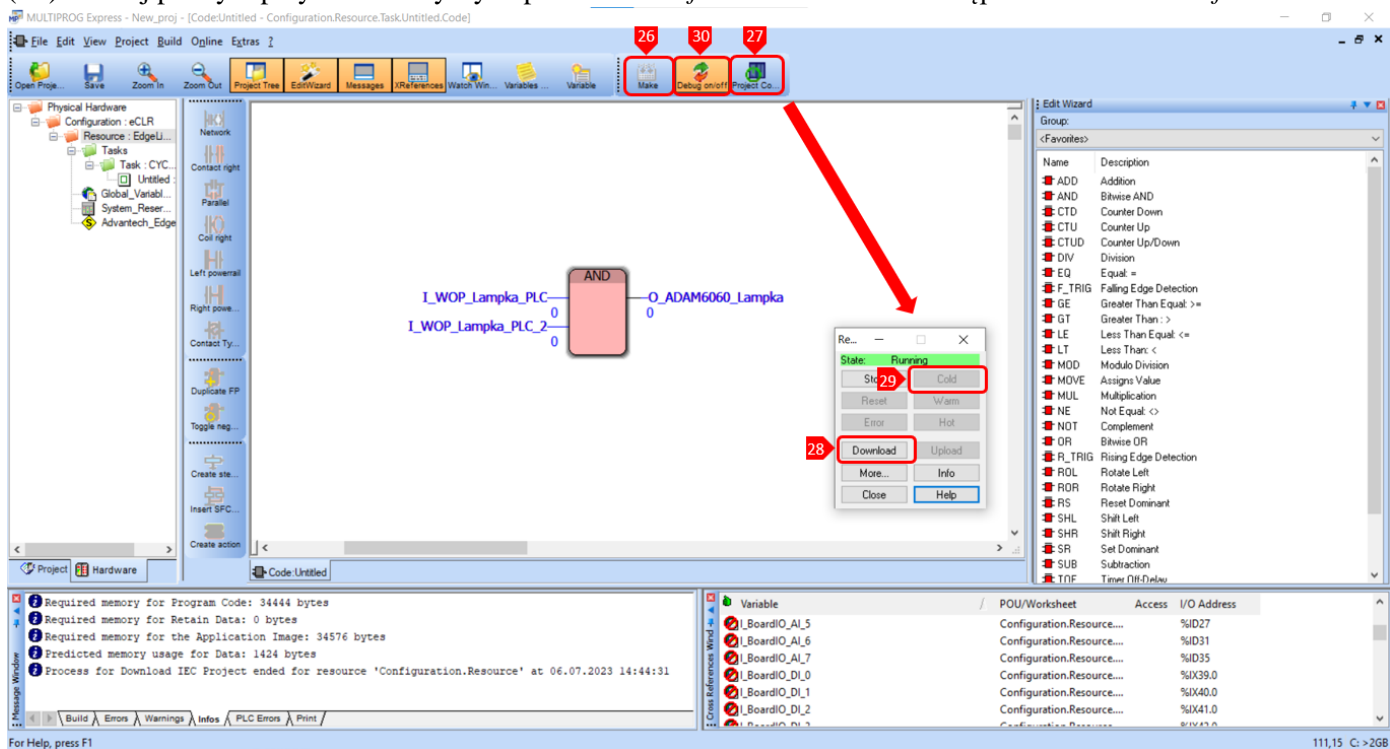 MULTIPROG Express - New_proj - [Code:Untitled - Configuration.Resource.Task.Untitled.Code]
File Edit View Project Build Online Extras ?
26 30 27
Open Proje... Save Zoom In Zoom Out Project Tree EditWizard Messages XReferences Watch Win... Variables ... Variable Make Debug on/off Project Co...
Physical Hardware
Configuration : eCLR
Resource : EdgeLi...
Tasks
Task : CYC...
Untitled :
Global_Variabl...
System_Reser...
Advantech_Edge
Project Hardware
Network
Contact right
Parallel
Coil right
Left powerrail
Right powe...
Contact Ty...
Duplicate FP
Toggle neg...
Create ste...
Insert SFC...
Create action
AND
I_WOP_Lampka_PLC
0
I_WOP_Lampka_PLC_2
0
O_ADAM6060_Lampka
0
Code:Untitled
Re...
State: Running
29 Cold
Reset Warm
Error Hot
28 Download Upload
More... Info
Close Help
Edit Wizard
Group:
<Favorites>
Name Description
ADD Addition
AND Bitwise AND
CTD Counter Down
CTU Counter Up
CTUD Counter Up/Down
DIV Division
EQ Equal: =
F_TRIG Falling Edge Detection
GE Greater Than Equal: >=
GT Greater Than : >
LE Less Than Equal: <=
LT Less Than: <
MOD Modulo Division
MOVE Assigns Value
MUL Multiplication
NE Not Equal: <>
NOT Complement
OR Bitwise OR
R_TRIG Rising Edge Detection
ROL Rotate Left
ROR Rotate Right
RS Reset Dominant
SHL Shift Left
SHR Shift Right
SR Set Dominant
SUB Subtraction
TOF Timer Off-Delay
Message Window
Required memory for Program Code: 34444 bytes
Required memory for Retain Data: 0 bytes
Required memory for the Application Image: 34576 bytes
Predicted memory usage for Data: 1424 bytes
Process for Download IEC Project ended for resource 'Configuration.Resource' at 06.07.2023 14:44:31
Build Errors Warnings Infos PLC Errors Print
Cross References Wind
Variable POU/Worksheet Access I/O Address
I_BoardIO_AI_5 Configuration.Resource.... %ID27
I_BoardIO_AI_6 Configuration.Resource.... %ID31
I_BoardIO_AI_7 Configuration.Resource.... %ID35
I_BoardIO_DI_0 Configuration.Resource.... %IX39.0
I_BoardIO_DI_1 Configuration.Resource.... %IX40.0
I_BoardIO_DI_2 Configuration.Resource.... %IX41.0
For Help, press F1
111,15 C: >2GB